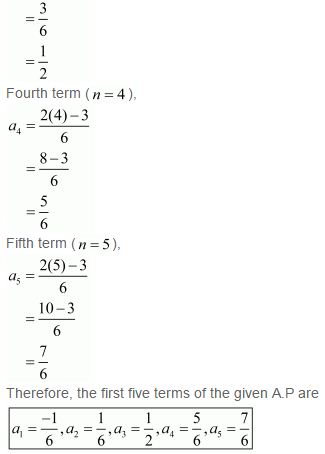 = 3/6
= 1/2
Fourth term (n = 4),
a₄ = 2(4)−3/6
= 8−3/6
= 5/6
Fifth term (n = 5),
a₅ = 2(5)−3/6
= 10−3/6
= 7/6
Therefore, the first five terms of the given A.P are
a₁ = −1/6, a₂ = 1/6, a₃ = 1/2, a₄ = 5/6, a₅ = 7/6